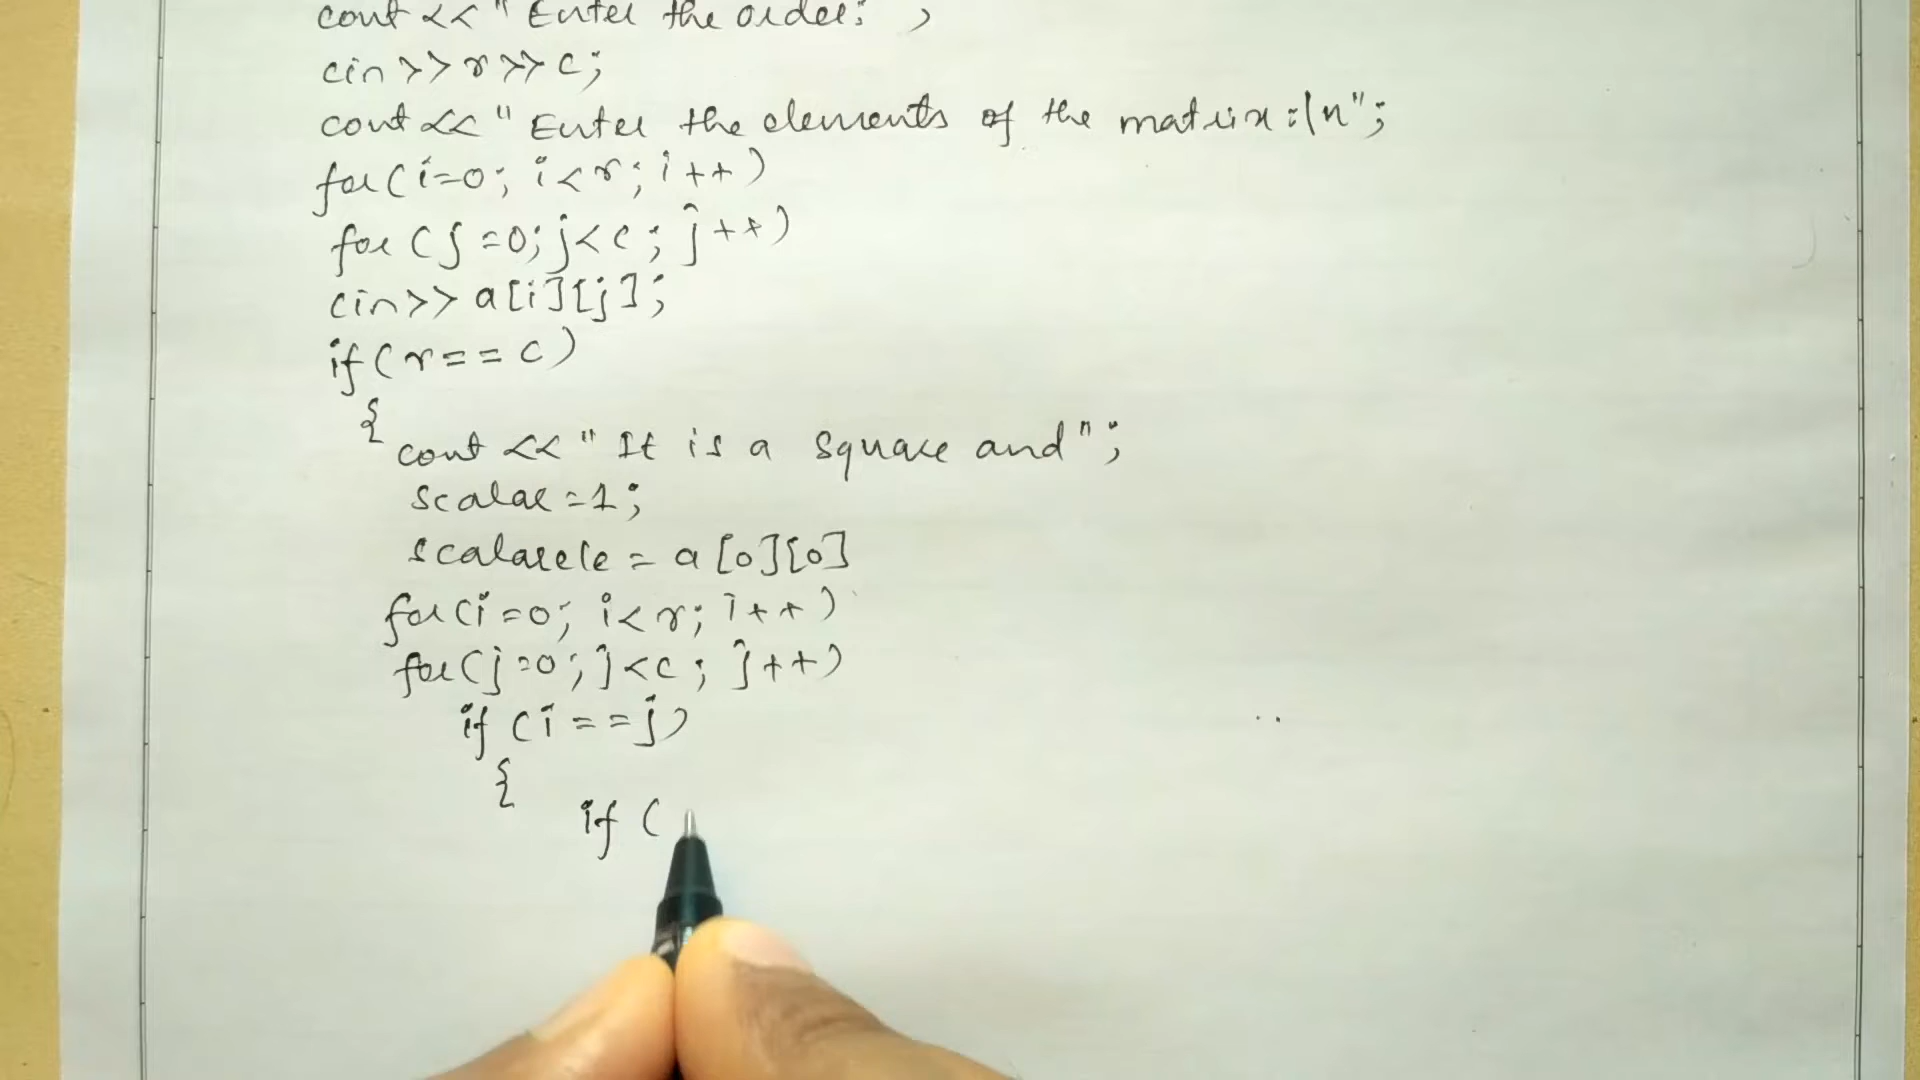 cout << "Enter the order: ;
cin>>r>>c;
cout << "Enter the elements of the matrix:\n";
for(i=0; i<r; i++)
for(j=0; j<c; j++)
cin>> a[i][j];
if(r==c)
{
cout << "It is a square and";
scalar=1;
scalarele = a[0][0]
for(i=0; i<r; i++)
for(j=0; j<c; j++)
if(i==j)
{
if (